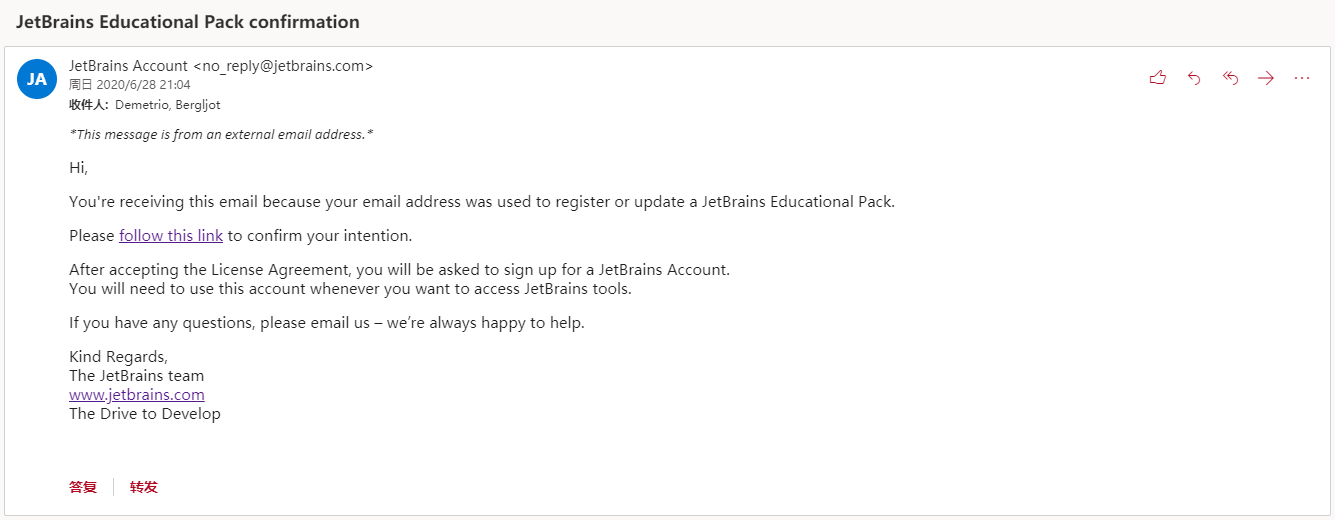 JetBrains Educational Pack confirmation
JA
JetBrains Account <no_reply@jetbrains.com>
周日 2020/6/28 21:04
收件人: Demetrio, Bergljot
*This message is from an external email address.*
Hi,
You're receiving this email because your email address was used to register or update a JetBrains Educational Pack.
Please follow this link to confirm your intention.
After accepting the License Agreement, you will be asked to sign up for a JetBrains Account.
You will need to use this account whenever you want to access JetBrains tools.
If you have any questions, please email us – we’re always happy to help.
Kind Regards,
The JetBrains team
www.jetbrains.com
The Drive to Develop
答复 转发